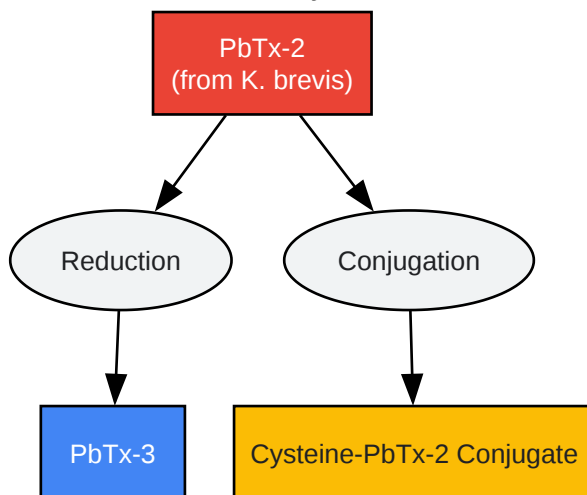 PbTx-2
(from K. brevis)
Reduction
Conjugation
PbTx-3
Cysteine-PbTx-2 Conjugate